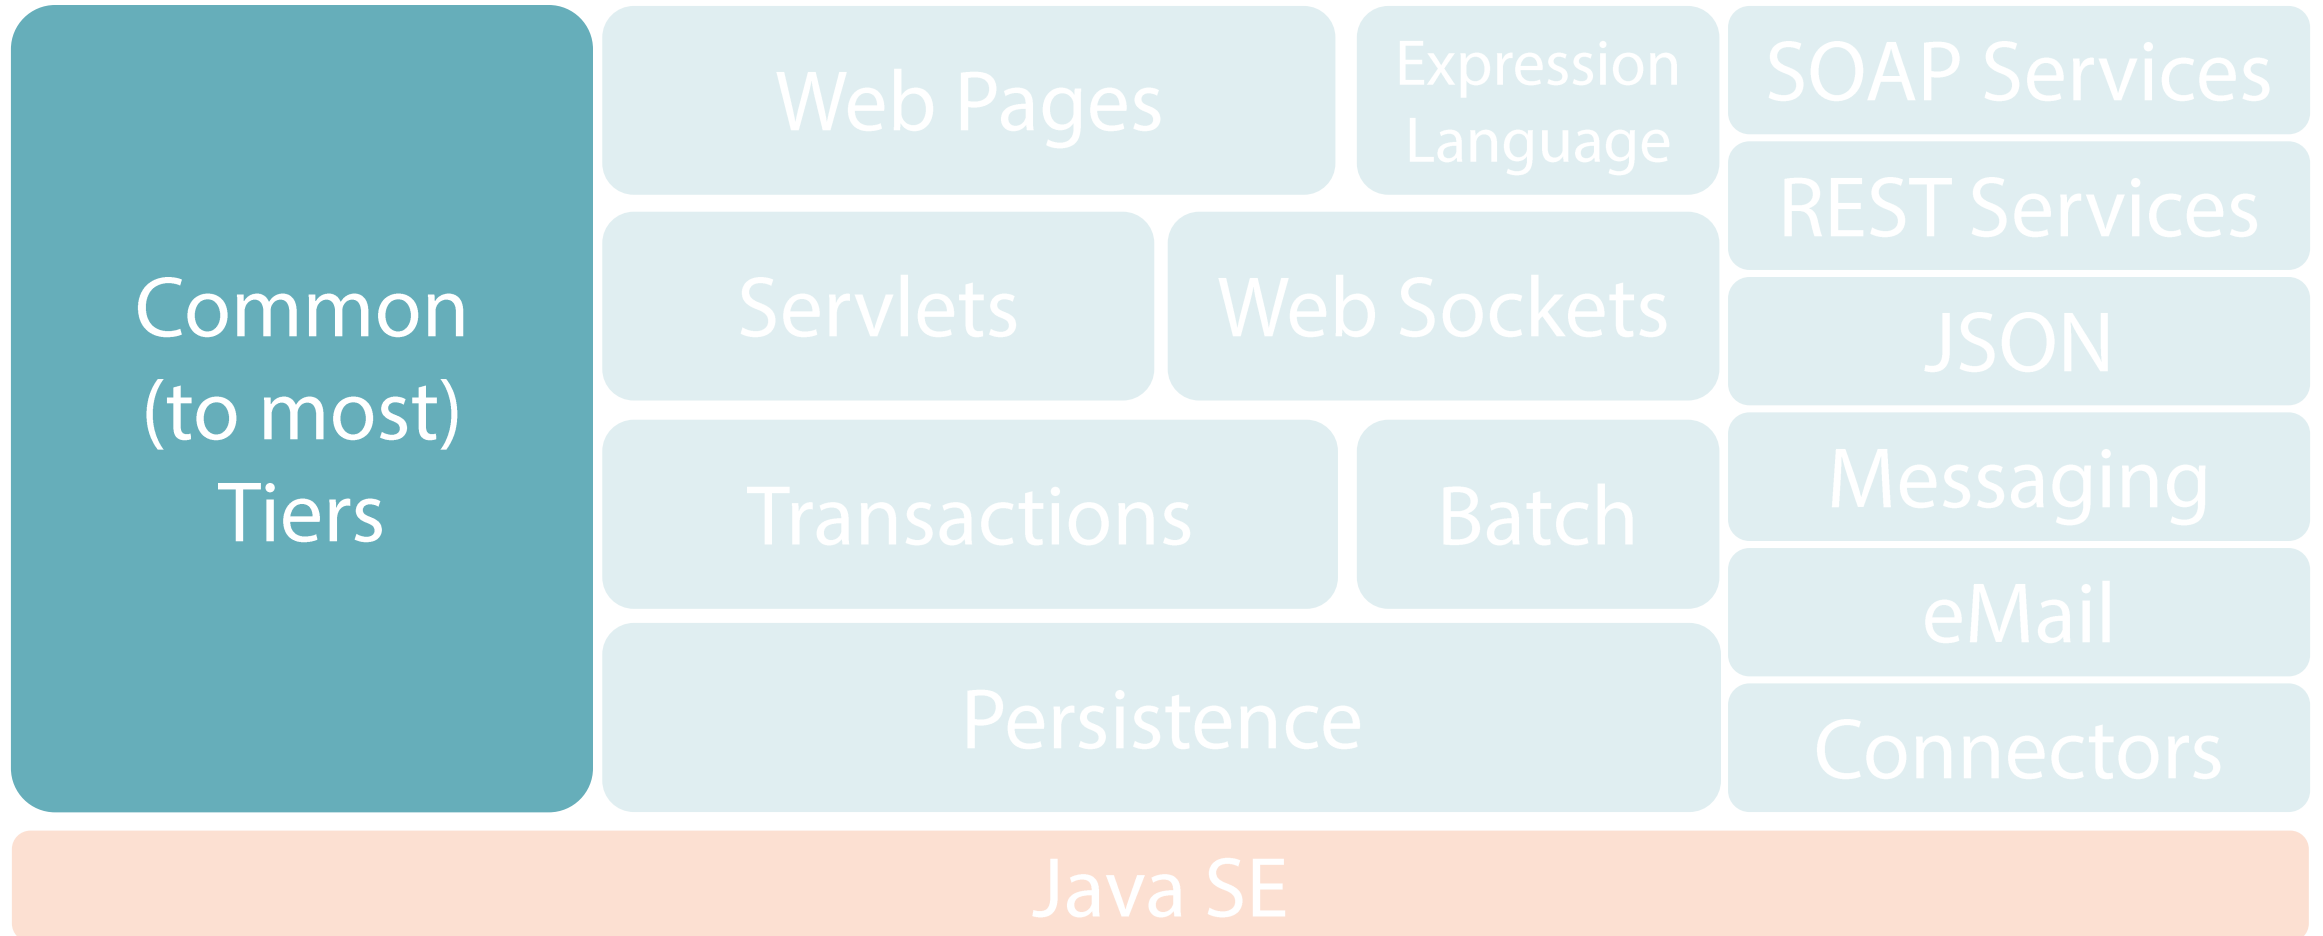 Common
(to most)
Tiers
Web Pages
Expression
Language
Servlets
Web Sockets
Transactions
Batch
Persistence
SOAP Services
REST Services
JSON
Messaging
eMail
Connectors
Java SE